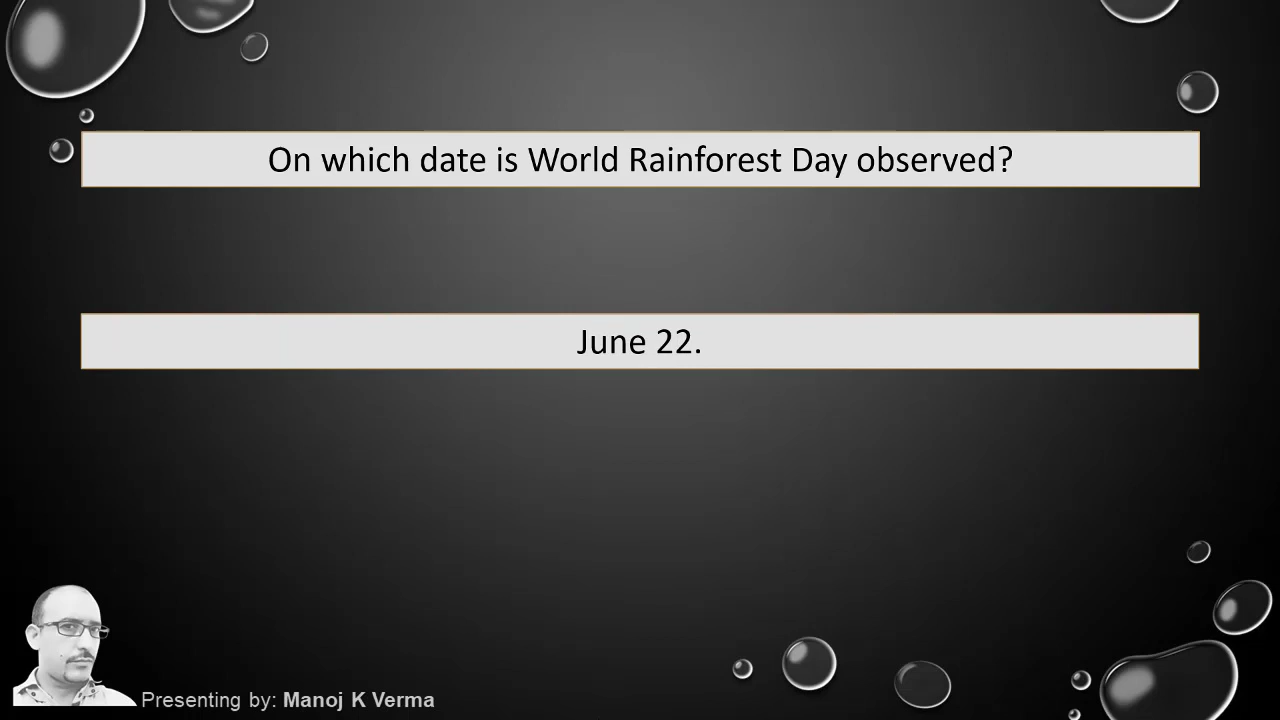 On which date is World Rainforest Day observed?
June 22.
Presenting by: Manoj K Verma